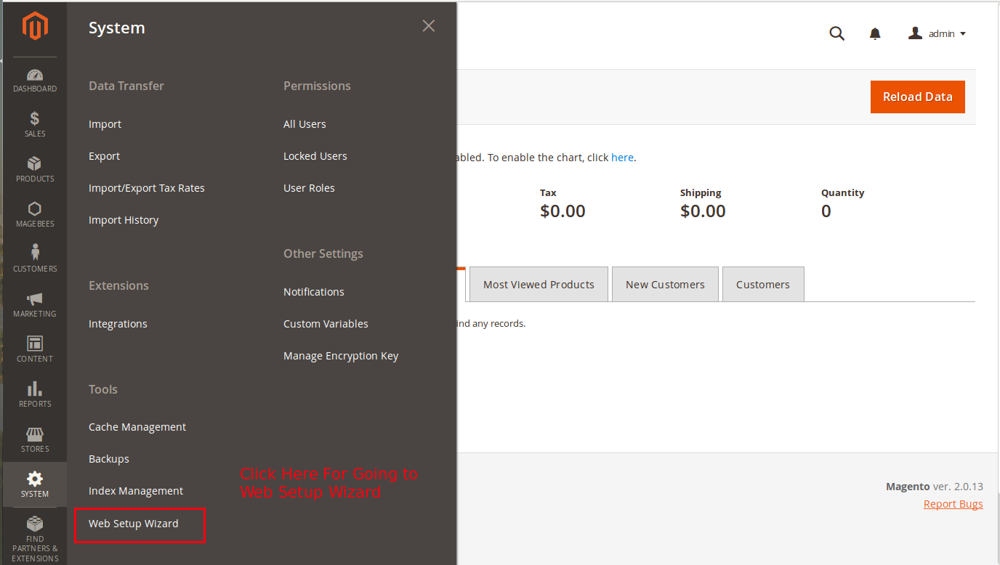 DASHBOARD
SALES
PRODUCTS
MAGEBEES
CUSTOMERS
MARKETING
CONTENT
REPORTS
STORES
SYSTEM
FIND
PARTNERS &
EXTENSIONS
System
Data Transfer
Import
Export
Import/Export Tax Rates
Import History
Extensions
Integrations
Tools
Cache Management
Backups
Index Management
Web Setup Wizard
Permissions
All Users
Locked Users
User Roles
Other Settings
Notifications
Custom Variables
Manage Encryption Key
Click Here For Going to
Web Setup Wizard
admin
Reload Data
abled. To enable the chart, click here.
Tax
$0.00
Shipping
$0.00
Quantity
0
Most Viewed Products
New Customers
Customers
ind any records.
Magento ver. 2.0.13
Report Bugs